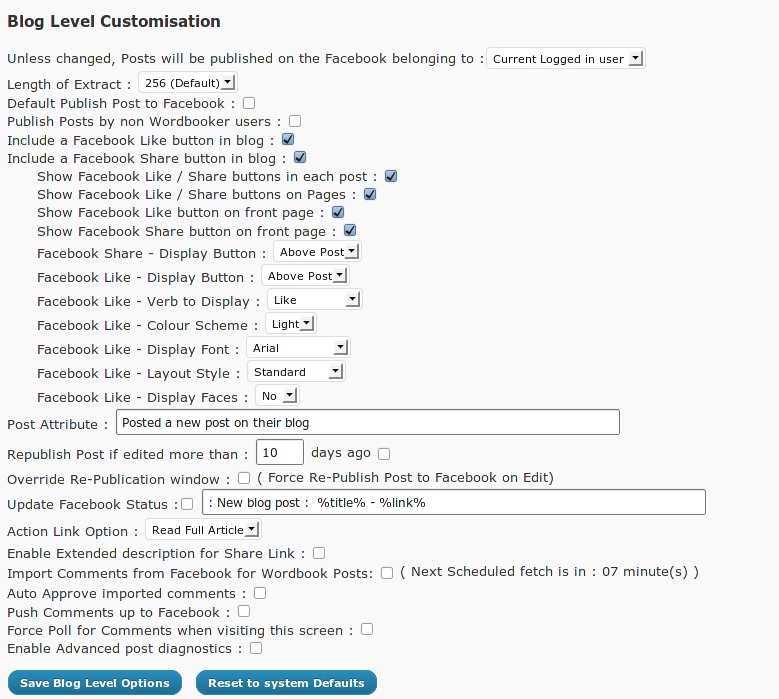 Blog Level Customisation
Unless changed, Posts will be published on the Facebook belonging to : Current Logged in user
Length of Extract : 256 (Default)
Default Publish Post to Facebook :
Publish Posts by non Wordbooker users :
Include a Facebook Like button in blog :
Include a Facebook Share button in blog :
Show Facebook Like / Share buttons in each post :
Show Facebook Like / Share buttons on Pages :
Show Facebook Like button on front page :
Show Facebook Share button on front page :
Facebook Share - Display Button : Above Post
Facebook Like - Display Button : Above Post
Facebook Like - Verb to Display : Like
Facebook Like - Colour Scheme : Light
Facebook Like - Display Font : Arial
Facebook Like - Layout Style : Standard
Facebook Like - Display Faces : No
Post Attribute : Posted a new post on their blog
Republish Post if edited more than : 10 days ago
Override Re-Publication window : ( Force Re-Publish Post to Facebook on Edit)
Update Facebook Status : : New blog post : %title% - %link%
Action Link Option : Read Full Article
Enable Extended description for Share Link :
Import Comments from Facebook for Wordbook Posts: ( Next Scheduled fetch is in : 07 minute(s) )
Auto Approve imported comments :
Push Comments up to Facebook :
Force Poll for Comments when visiting this screen :
Enable Advanced post diagnostics :
Save Blog Level Options Reset to system Defaults